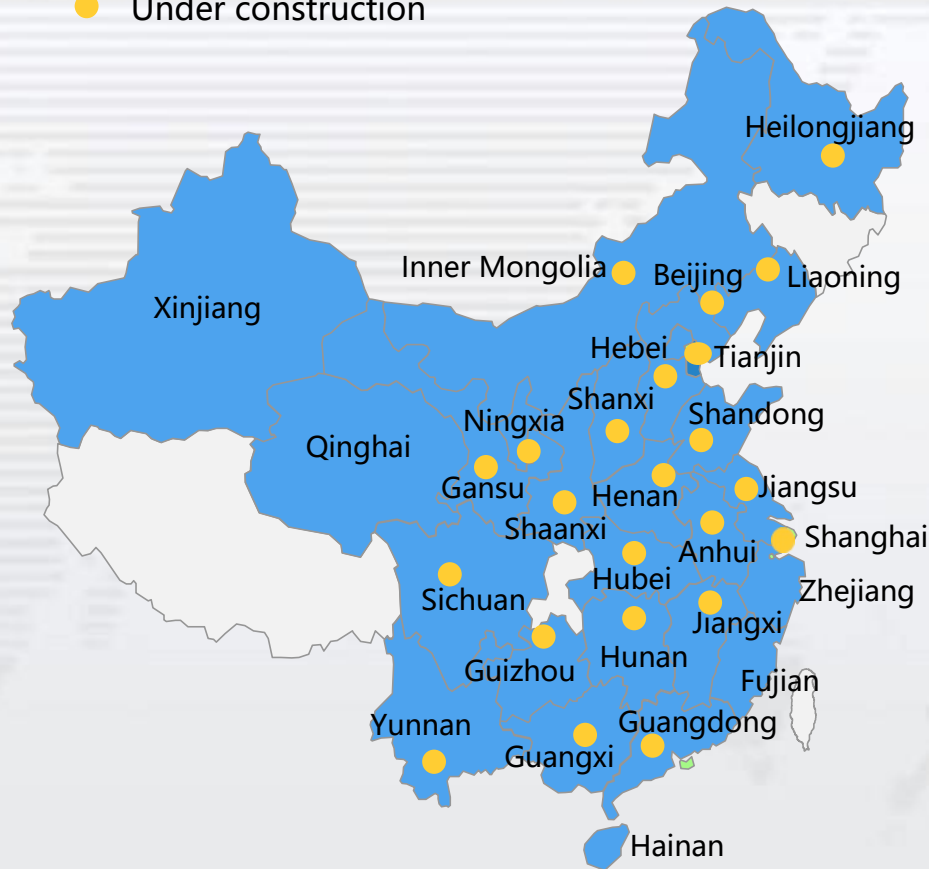 Under construction
Heilongjiang
Inner Mongolia
Beijing
Liaoning
Xinjiang
Hebei
Tianjin
Shanxi
Shandong
Ningxia
Qinghai
Gansu
Henan
Jiangsu
Shaanxi
Shanghai
Anhui
Hubei
Zhejiang
Sichuan
Jiangxi
Hunan
Guizhou
Fujian
Yunnan
Guangdong
Guangxi
Hainan